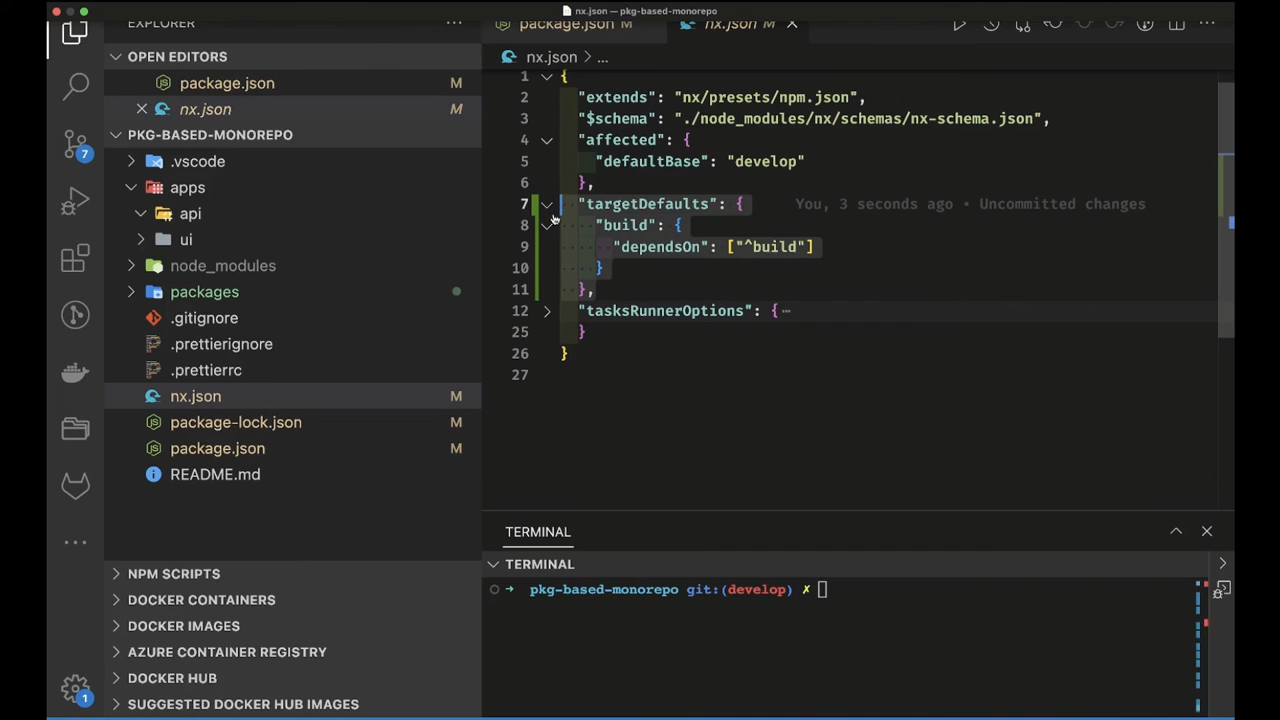 nx.json — pkg-based-monorepo
EXPLORER
OPEN EDITORS
package.json M
nx.json M
PKG-BASED-MONOREPO
.vscode
apps
api
ui
node_modules
packages
.gitignore
.prettierignore
.prettierrc
nx.json M
package-lock.json M
package.json M
README.md
NPM SCRIPTS
DOCKER CONTAINERS
DOCKER IMAGES
AZURE CONTAINER REGISTRY
DOCKER HUB
SUGGESTED DOCKER HUB IMAGES
7
1
package.json M
nx.json M
nx.json > ...
1 {
2 "extends": "nx/presets/npm.json",
3 "$schema": "./node_modules/nx/schemas/nx-schema.json",
4 "affected": {
5 "defaultBase": "develop"
6 },
7 "targetDefaults": { You, 3 seconds ago • Uncommitted changes
8 "build": {
9 "dependsOn": ["^build"]
10 }
11 },
12 "tasksRunnerOptions": { ⋯
25 }
26 }
27
TERMINAL
TERMINAL
pkg-based-monorepo git:(develop) ✗